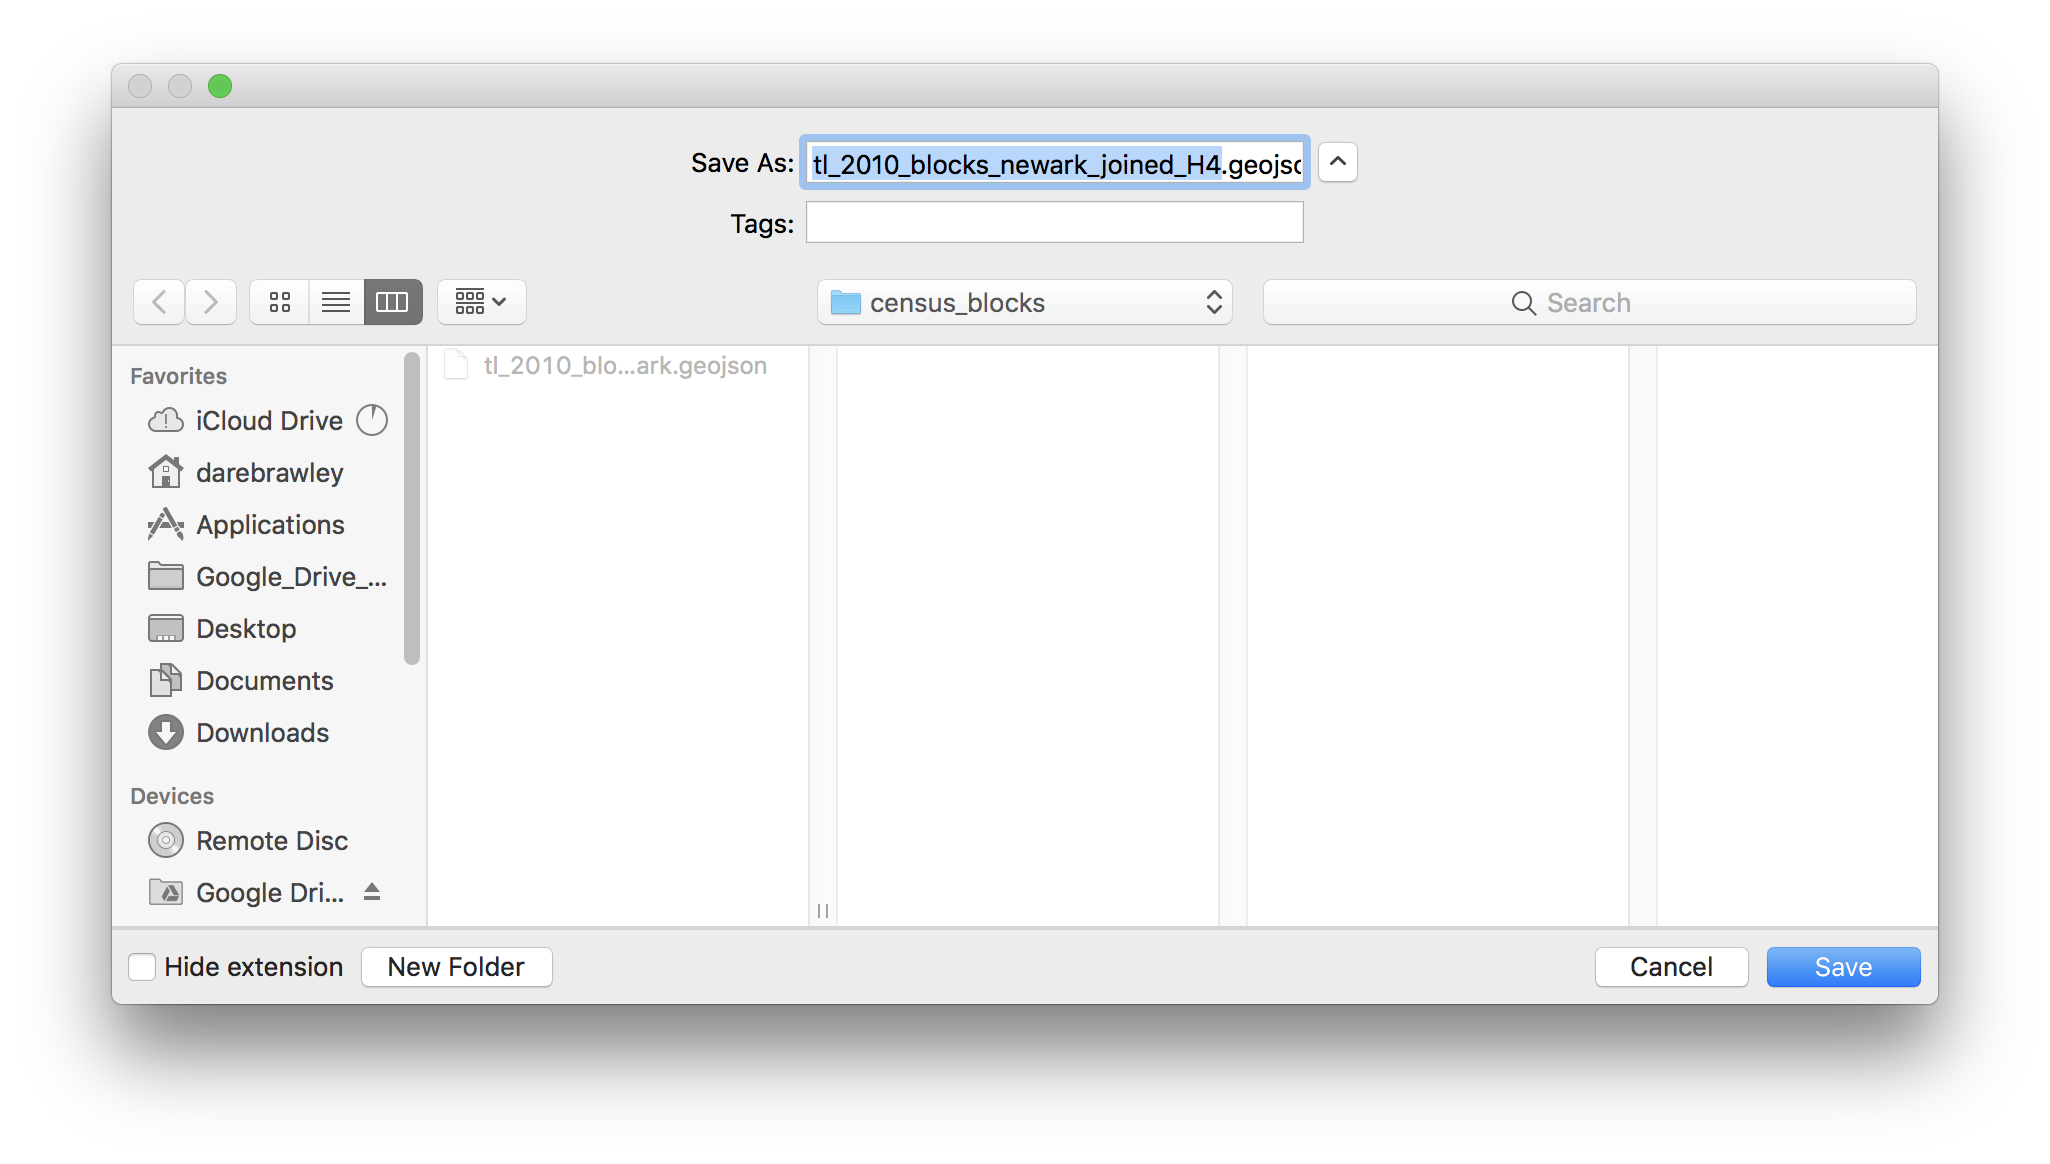 Save As: tl_2010_blocks_newark_joined_H4.geojsc
Tags:
census_blocks
Search
Favorites
iCloud Drive
darebrawley
Applications
Google_Drive_...
Desktop
Documents
Downloads
Devices
Remote Disc
Google Dri...
tl_2010_blo...ark.geojson
Hide extension
New Folder
Cancel
Save